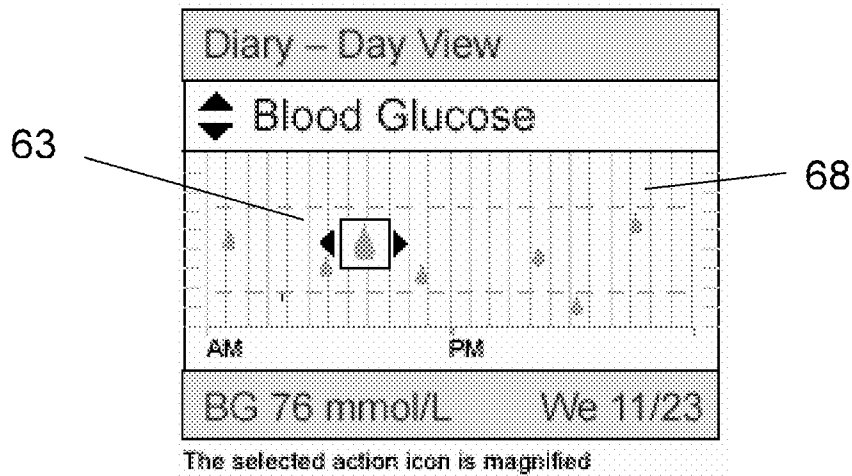 Diary – Day View
Blood Glucose
63
68
AM PM
BG 76 mmol/L We 11/23
The selected action icon is magnified